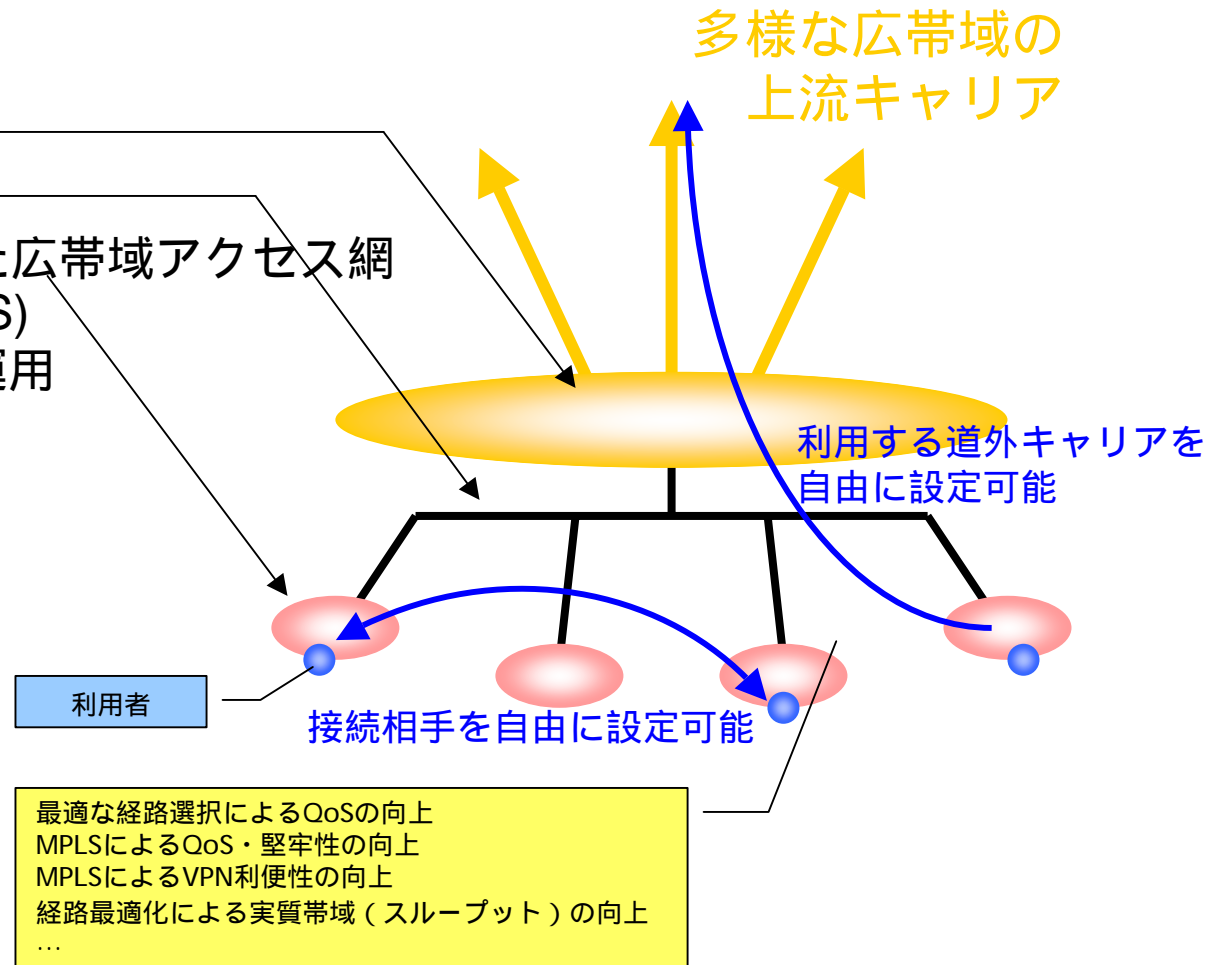 多様な広帯域の
上流キャリア
た広帯域アクセス網
S)
運用
利用する道外キャリアを
自由に設定可能
利用者
接続相手を自由に設定可能
最適な経路選択によるQoSの向上
MPLSによるQoS・堅牢性の向上
MPLSによるVPN利便性の向上
経路最適化による実質帯域(スループット)の向上
…